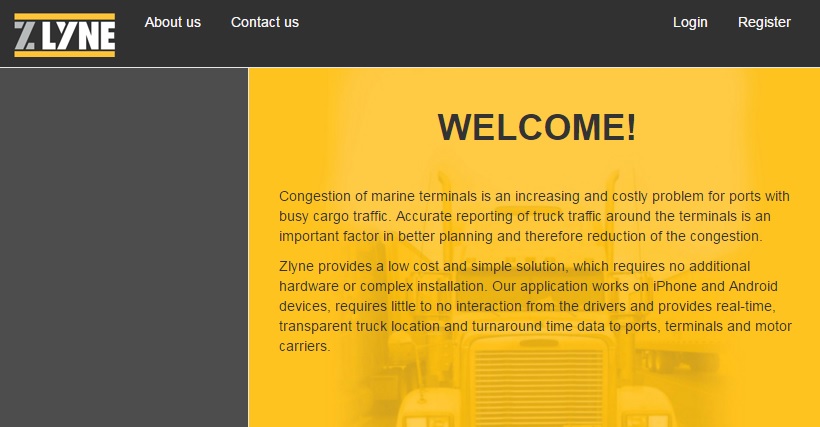 ZLYNE
About us
Contact us
Login
Register
WELCOME!
Congestion of marine terminals is an increasing and costly problem for ports with
busy cargo traffic. Accurate reporting of truck traffic around the terminals is an
important factor in better planning and therefore reduction of the congestion.
Zlyne provides a low cost and simple solution, which requires no additional
hardware or complex installation. Our application works on iPhone and Android
devices, requires little to no interaction from the drivers and provides real-time,
transparent truck location and turnaround time data to ports, terminals and motor
carriers.